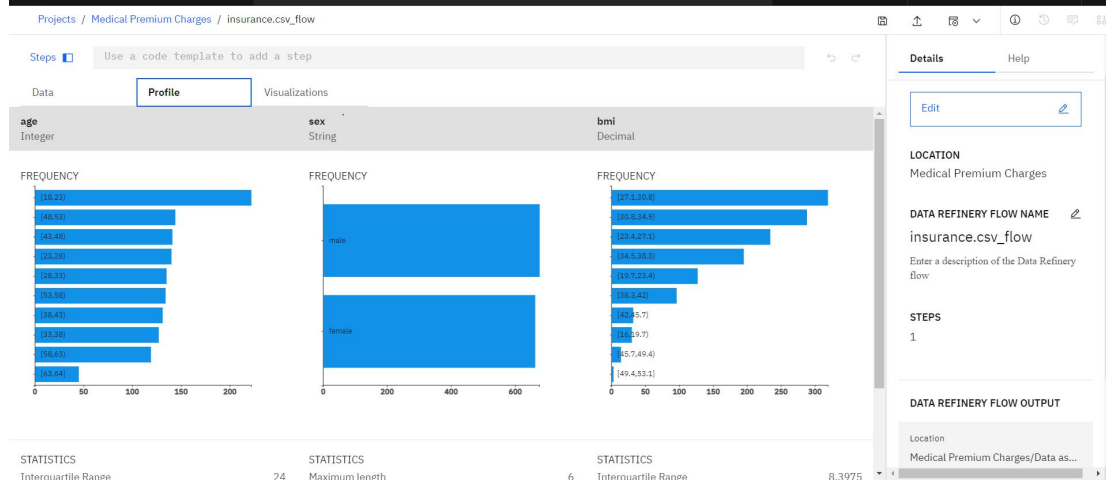 Projects / Medical Premium Charges / insurance.csv_flow
Steps
Use a code template to add a step
Data
Profile
Visualizations
age
Integer
sex
String
bmi
Decimal
FREQUENCY
[18,23)
[48,53)
[43,48)
[23,28)
[28,33)
[53,58)
[38,43)
[33,38)
[58,63)
[63,64]
0 50 100 150 200
FREQUENCY
male
female
0 200 400 600
FREQUENCY
[27.1,30.8)
[30.8,34.5)
[23.4,27.1)
[34.5,38.3)
[19.7,23.4)
[38.3,42)
[42,45.7)
[16,19.7)
[45.7,49.4)
[49.4,53.1]
0 50 100 150 200 250 300
STATISTICS
Interquartile Range 24
STATISTICS
Maximum length 6
STATISTICS
Interquartile Range 8.3975
Details
Help
Edit
LOCATION
Medical Premium Charges
DATA REFINERY FLOW NAME
insurance.csv_flow
Enter a description of the Data Refinery
flow
STEPS
1
DATA REFINERY FLOW OUTPUT
Location
Medical Premium Charges/Data as...